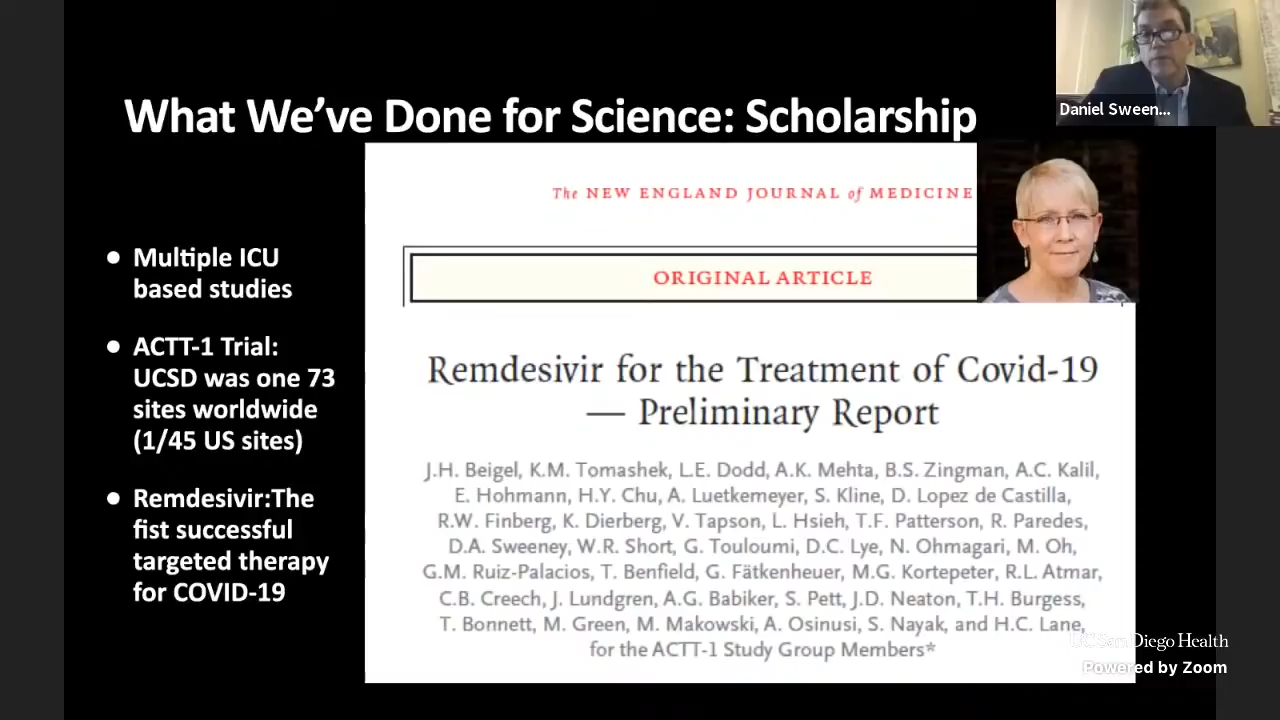 What We've Done for Science: Scholarship
Daniel Sween...
• Multiple ICU
based studies
• ACTT-1 Trial:
UCSD was one 73
sites worldwide
(1/45 US sites)
• Remdesivir:The
fist successful
targeted therapy
for COVID-19
The NEW ENGLAND JOURNAL of MEDICINE
ORIGINAL ARTICLE
Remdesivir for the Treatment of Covid-19
— Preliminary Report
J.H. Beigel, K.M. Tomashek, L.E. Dodd, A.K. Mehta, B.S. Zingman, A.C. Kalil,
E. Hohmann, H.Y. Chu, A. Luetkemeyer, S. Kline, D. Lopez de Castilla,
R.W. Finberg, K. Dierberg, V. Tapson, L. Hsieh, T.F. Patterson, R. Paredes,
D.A. Sweeney, W.R. Short, G. Touloumi, D.C. Lye, N. Ohmagari, M. Oh,
G.M. Ruiz-Palacios, T. Benfield, G. Fätkenheuer, M.G. Kortepeter, R.L. Atmar,
C.B. Creech, J. Lundgren, A.G. Babiker, S. Pett, J.D. Neaton, T.H. Burgess,
T. Bonnett, M. Green, M. Makowski, A. Osinusi, S. Nayak, and H.C. Lane,
for the ACTT-1 Study Group Members*
UC San Diego Health
Powered by Zoom